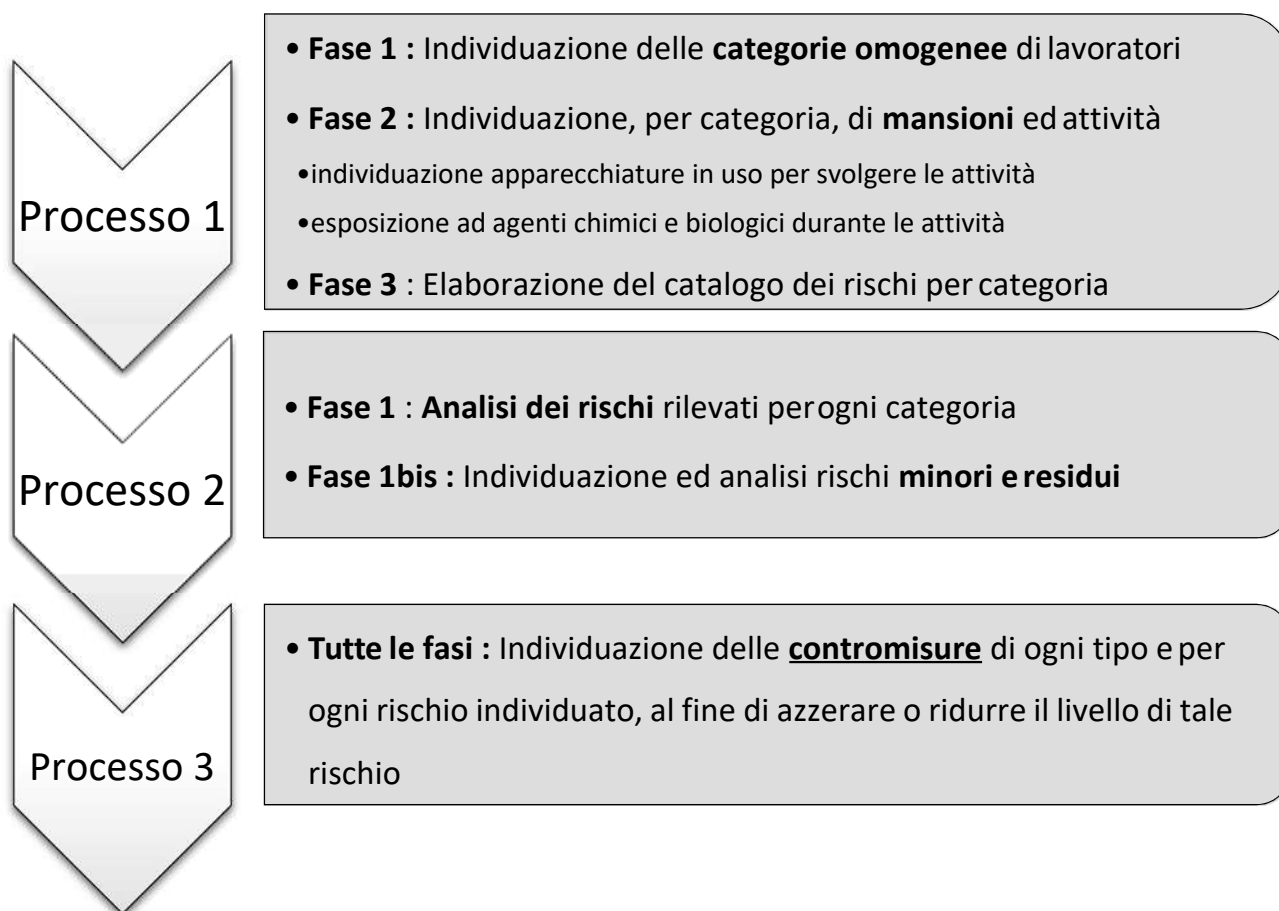 Processo 1
• Fase 1 : Individuazione delle categorie omogenee di lavoratori
• Fase 2 : Individuazione, per categoria, di mansioni ed attività
•individuazione apparecchiature in uso per svolgere le attività
•esposizione ad agenti chimici e biologici durante le attività
• Fase 3 : Elaborazione del catalogo dei rischi per categoria
Processo 2
• Fase 1 : Analisi dei rischi rilevati per ogni categoria
• Fase 1bis : Individuazione ed analisi rischi minori e residui
Processo 3
• Tutte le fasi : Individuazione delle contromisure di ogni tipo e per
ogni rischio individuato, al fine di azzerare o ridurre il livello di tale
rischio